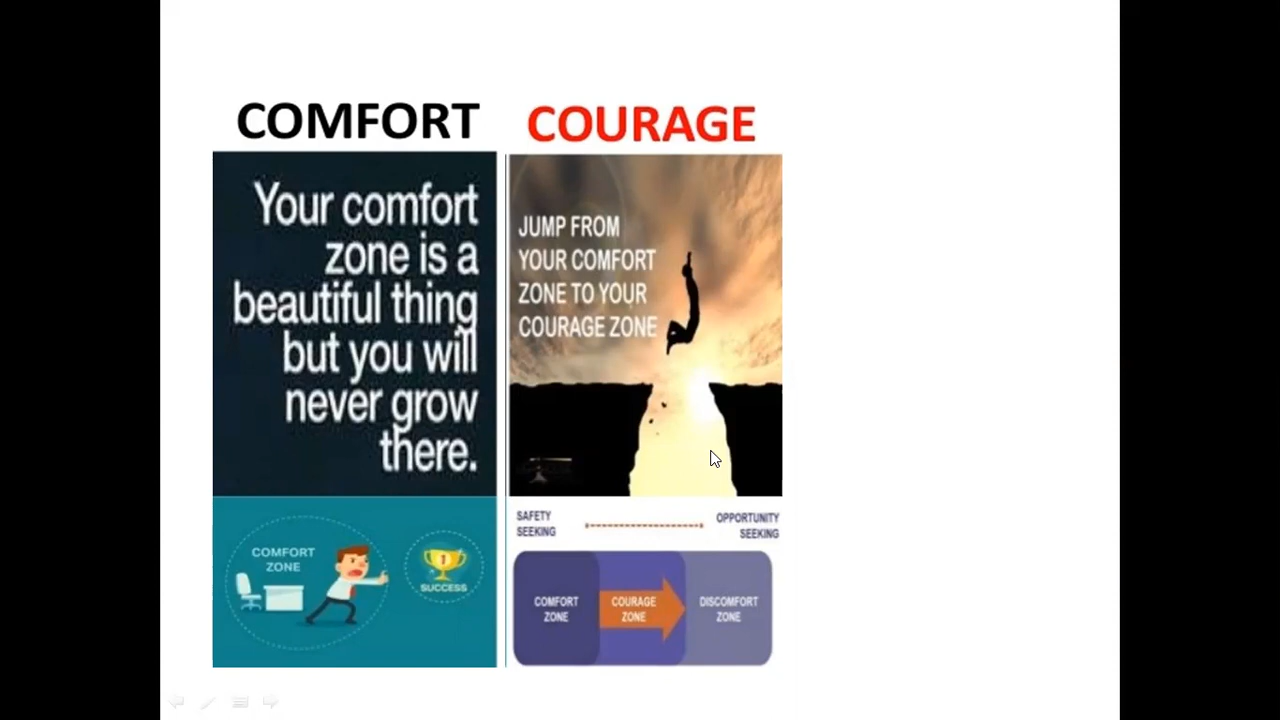 COMFORT
COURAGE
Your comfort
zone is a
beautiful thing
but you will
never grow
there.
JUMP FROM
YOUR COMFORT
ZONE TO YOUR
COURAGE ZONE
COMFORT
ZONE
1
SUCCESS
SAFETY
SEEKING
OPPORTUNITY
SEEKING
COMFORT
ZONE
COURAGE
ZONE
DISCOMFORT
ZONE